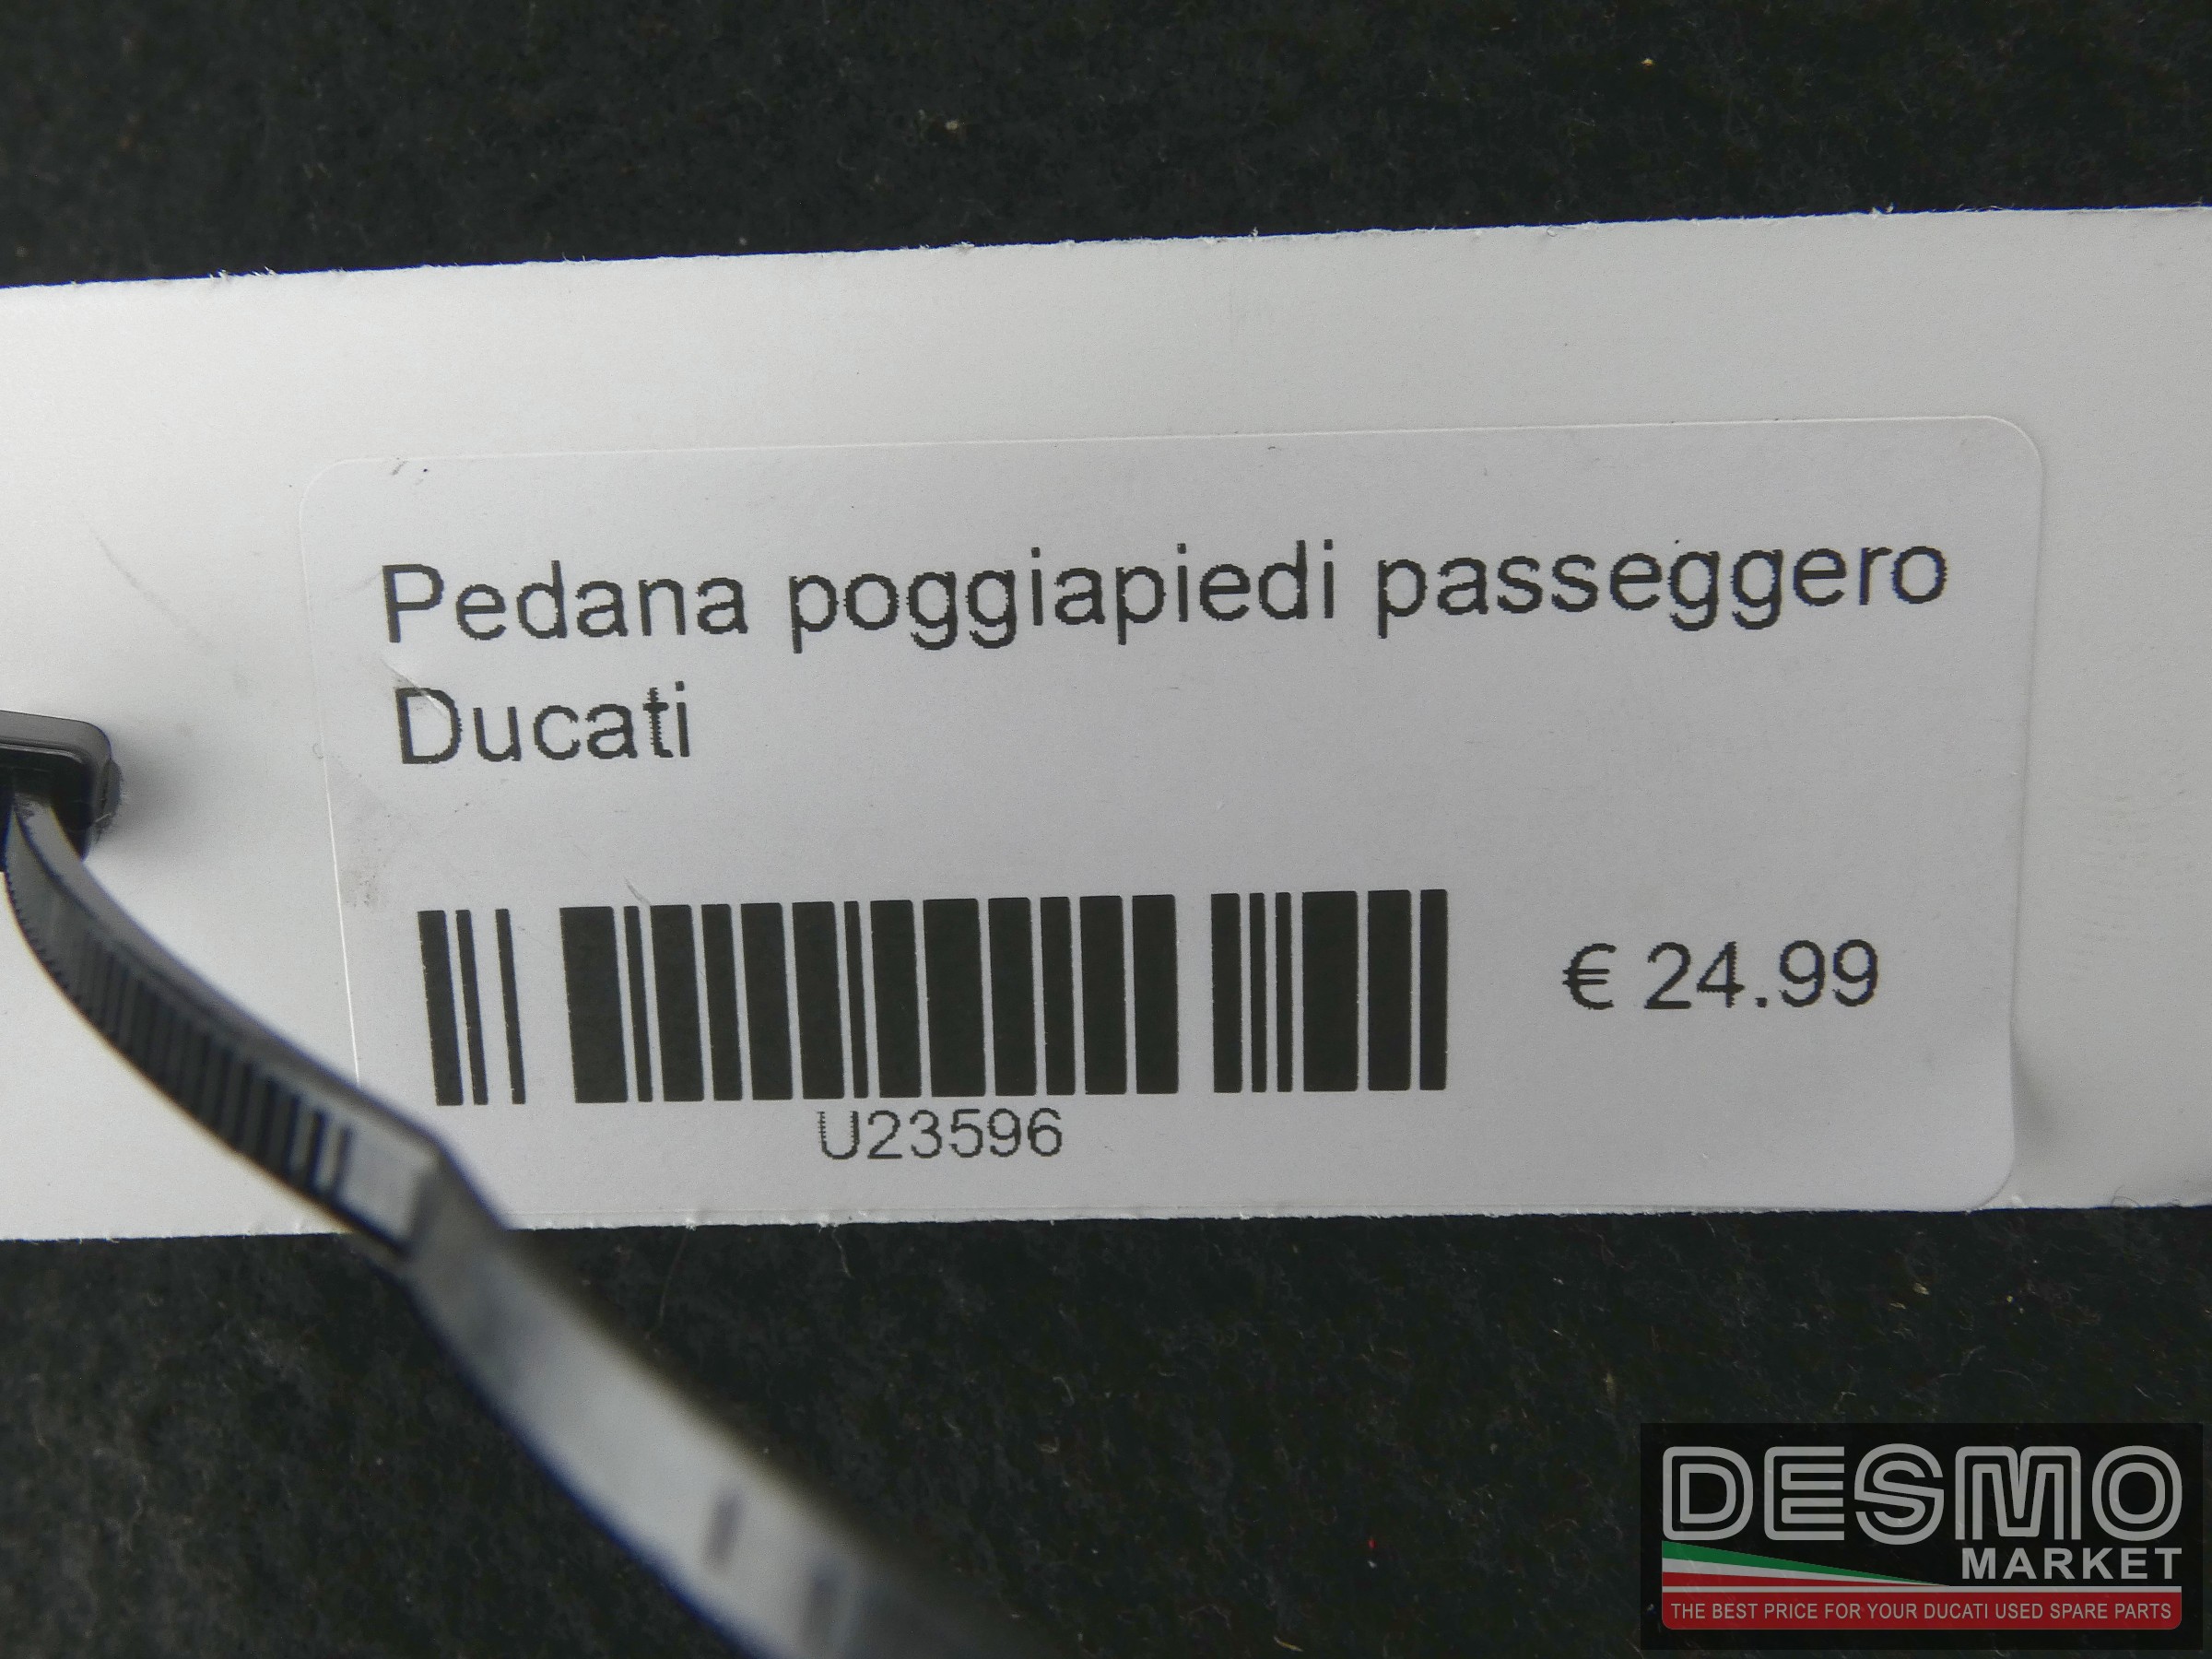 Pedana poggiapiedi passeggero
Ducati
€ 24.99
U23596
DESMO
MARKET
THE BEST PRICE FOR YOUR DUCATI USED SPARE PARTS